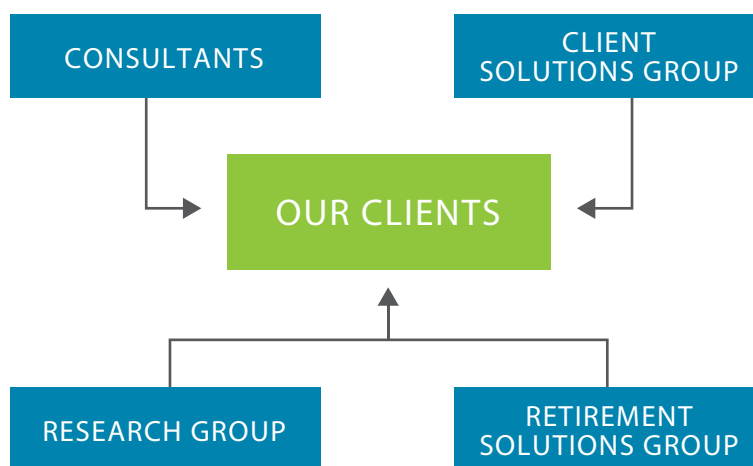 CONSULTANTS
CLIENT
SOLUTIONS GROUP
OUR CLIENTS
RESEARCH GROUP
RETIREMENT
SOLUTIONS GROUP